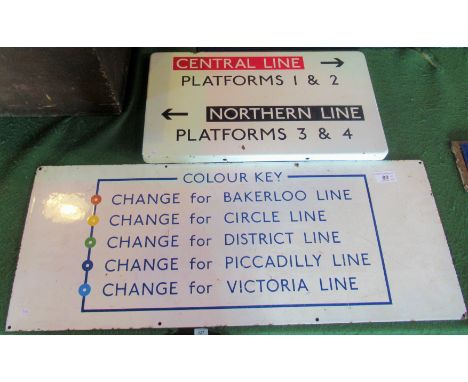 CENTRAL LINE →
PLATFORMS 1 & 2
← NORTHERN LINE
PLATFORMS 3 & 4
COLOUR KEY
CHANGE for BAKERLOO LINE
CHANGE for CIRCLE LINE
CHANGE for DISTRICT LINE
CHANGE for PICCADILLY LINE
CHANGE for VICTORIA LINE